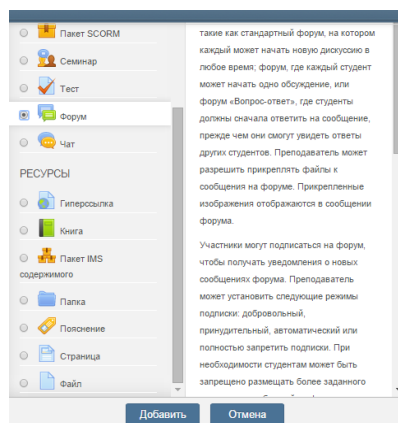 Пакет SCORM
Семинар
Тест
Форум
Чат
РЕСУРСЫ
Гиперссылка
Книга
Пакет IMS
содержимого
Папка
Пояснение
Страница
Файл
такие как стандартный форум, на котором
каждый может начать новую дискуссию в
любое время; форум, где каждый студент
может начать одно обсуждение, или
форум «Вопрос-ответ», где студенты
должны сначала ответить на сообщение,
прежде чем они смогут увидеть ответы
других студентов. Преподаватель может
разрешить прикреплять файлы к
сообщения на форуме. Прикрепленные
изображения отображаются в сообщении
форума.
Участники могут подписаться на форум,
чтобы получать уведомления о новых
сообщениях форума. Преподаватель
может установить следующие режимы
подписки: добровольный,
принудительный, автоматический или
полностью запретить подписки. При
необходимости студентам может быть
запрещено размещать более заданного
Добавить
Отмена